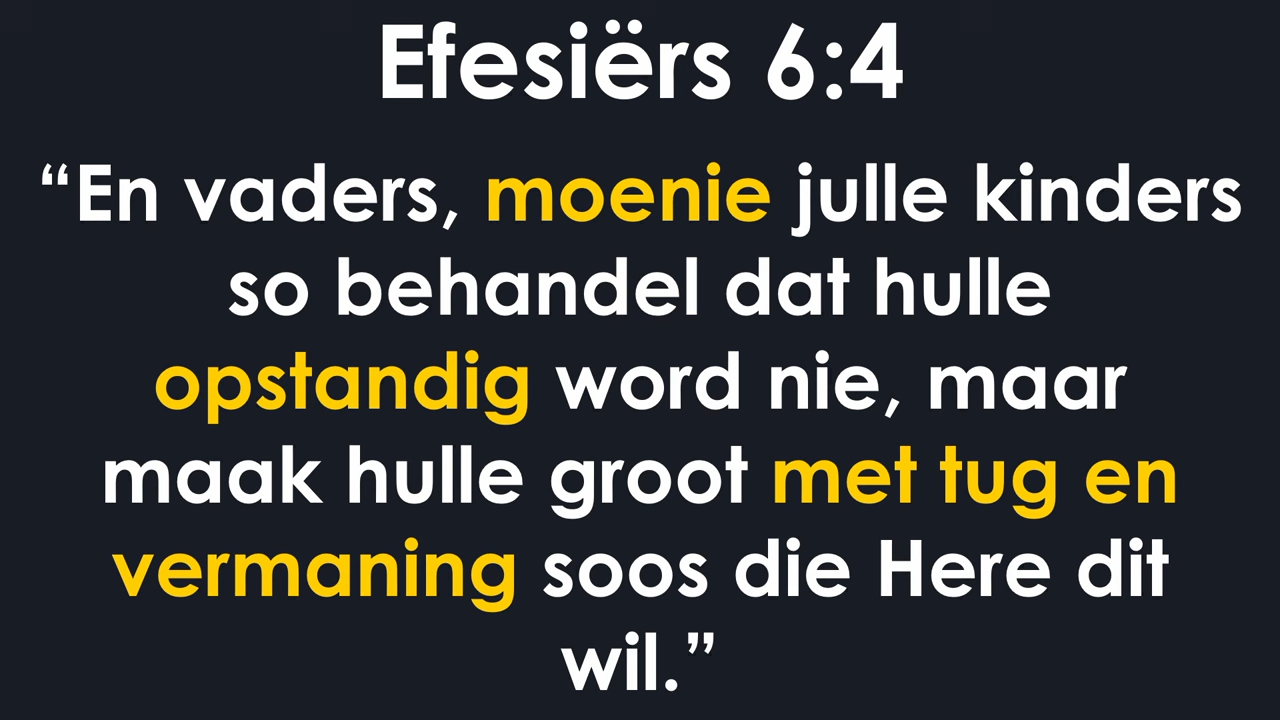 Efesiërs 6:4
“En vaders, moenie julle kinders
so behandel dat hulle
opstandig word nie, maar
maak hulle groot met tug en
vermaning soos die Here dit
wil.”